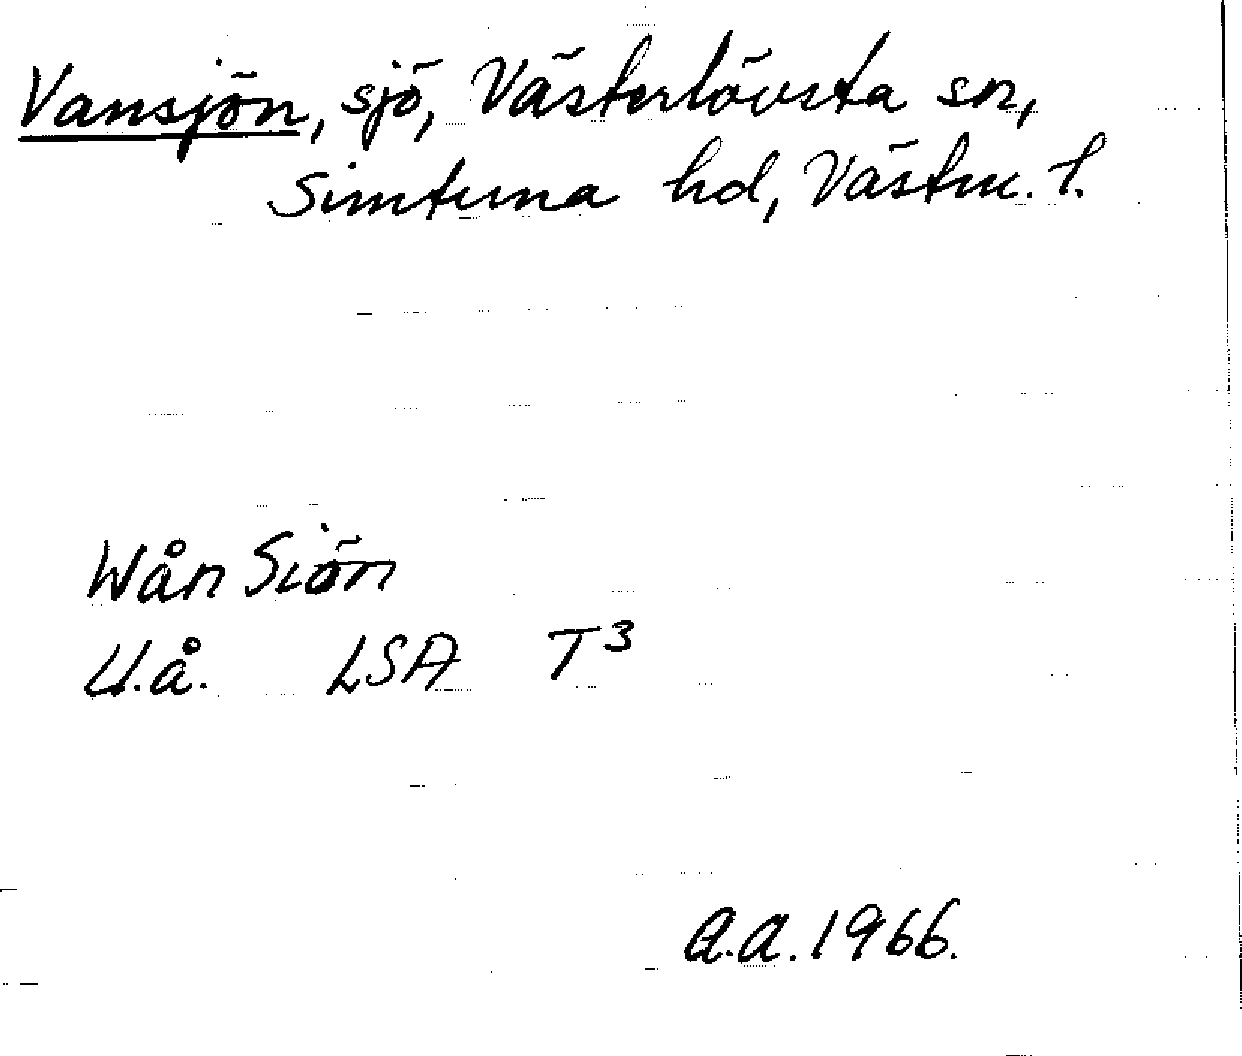 Vansjön, sjö, Västerlövsta sn,
Simtuna hd, Västm. l.
Wån Siön
U.å. LSA T³
A.A. 1966.